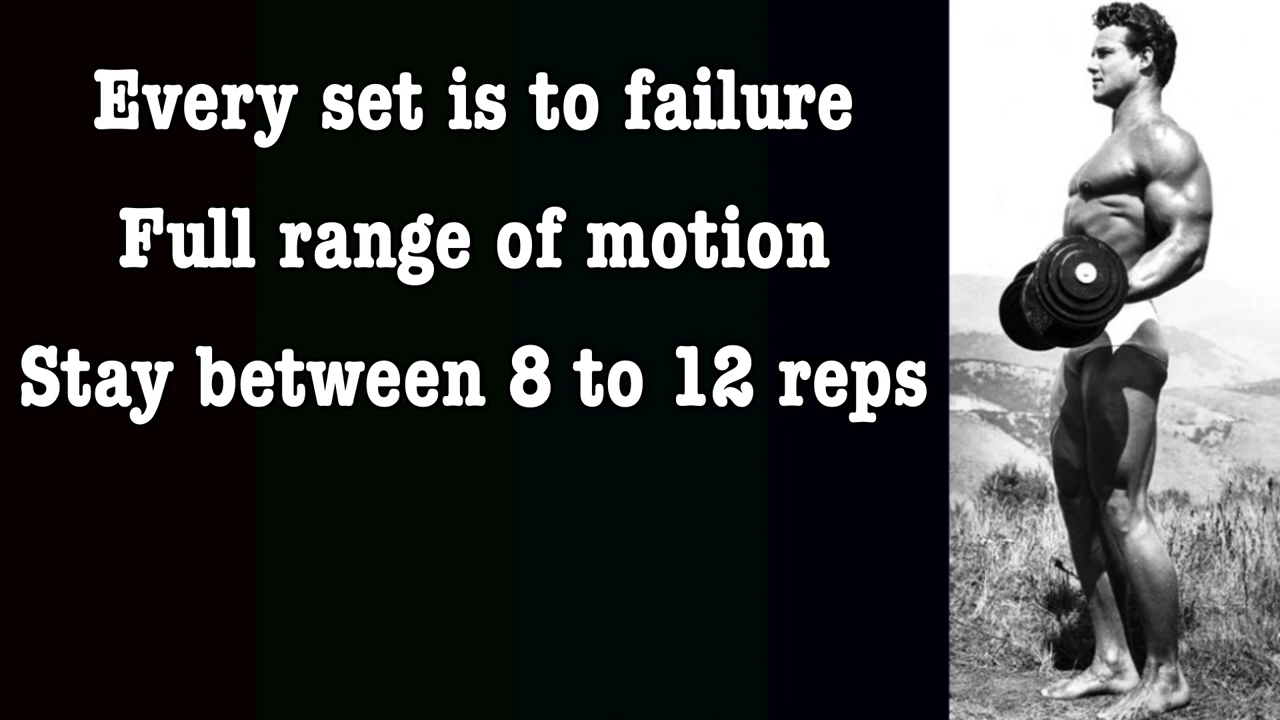 Every set is to failure
Full range of motion
Stay between 8 to 12 reps